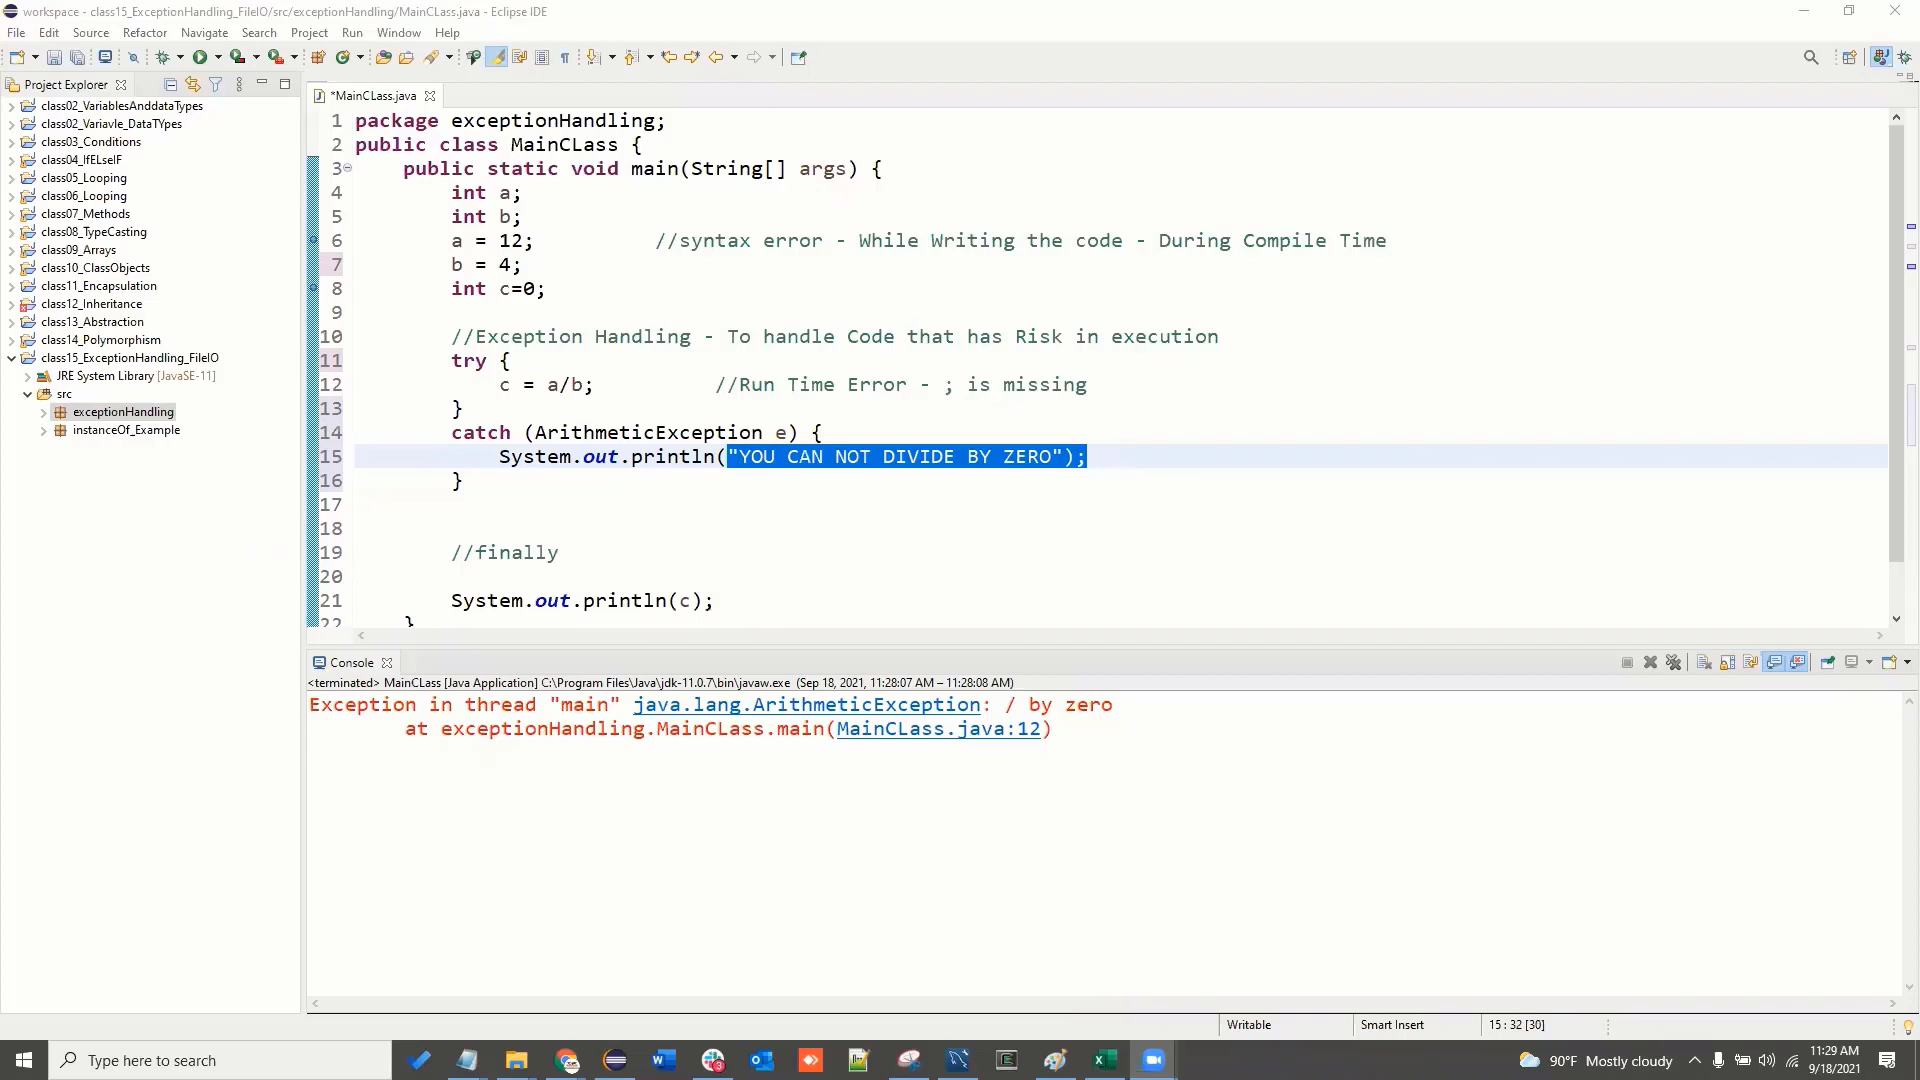 workspace - class15_ExceptionHandling_FileIO/src/exceptionHandling/MainCLass.java - Eclipse IDE
File Edit Source Refactor Navigate Search Project Run Window Help
Project Explorer
class02_VariablesAnddataTypes
class02_Variavle_DataTYpes
class03_Conditions
class04_IfELseIF
class05_Looping
class06_Looping
class07_Methods
class08_TypeCasting
class09_Arrays
class10_ClassObjects
class11_Encapsulation
class12_Inheritance
class13_Abstraction
class14_Polymorphism
class15_ExceptionHandling_FileIO
JRE System Library [JavaSE-11]
src
exceptionHandling
instanceOf_Example
*MainCLass.java
1 package exceptionHandling;
2 public class MainCLass {
3 public static void main(String[] args) {
4 int a;
5 int b;
6 a = 12; //syntax error - While Writing the code - During Compile Time
7 b = 4;
8 int c=0;
9
10 //Exception Handling - To handle Code that has Risk in execution
11 try {
12 c = a/b; //Run Time Error - ; is missing
13 }
14 catch (ArithmeticException e) {
15 System.out.println("YOU CAN NOT DIVIDE BY ZERO");
16 }
17
18
19 //finally
20
21 System.out.println(c);
22 }
Console
<terminated> MainCLass [Java Application] C:\Program Files\Java\jdk-11.0.7\bin\javaw.exe (Sep 18, 2021, 11:28:07 AM – 11:28:08 AM)
Exception in thread "main" java.lang.ArithmeticException: / by zero
at exceptionHandling.MainCLass.main(MainCLass.java:12)
Writable Smart Insert 15 : 32 [30]
Type here to search
90°F Mostly cloudy
11:29 AM
9/18/2021